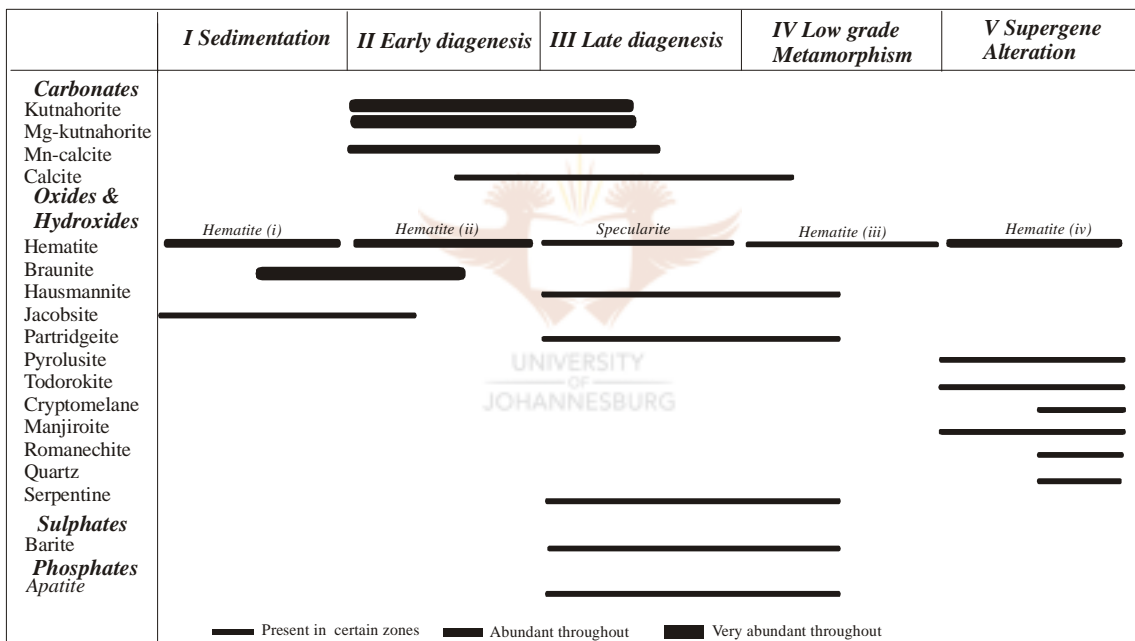 I Sedimentation II Early diagenesis III Late diagenesis IV Low grade Metamorphism V Supergene Alteration
Carbonates
Kutnahorite
Mg-kutnahorite
Mn-calcite
Calcite
Oxides &
Hydroxides
Hematite (i) Hematite (ii) Specularite Hematite (iii) Hematite (iv)
Hematite
Braunite
Hausmannite
Jacobsite
Partridgeite
Pyrolusite
Todorokite
Cryptomelane
Manjiroite
Romanechite
Quartz
Serpentine
Sulphates
Barite
Phosphates
Apatite
UNIVERSITY
OF
JOHANNESBURG
Present in certain zones Abundant throughout Very abundant throughout